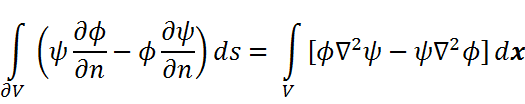 ∫_{∂V} (ψ ∂ϕ/∂n − ϕ ∂ψ/∂n) ds = ∫_V [ϕ∇²ψ − ψ∇²ϕ] d𝒙